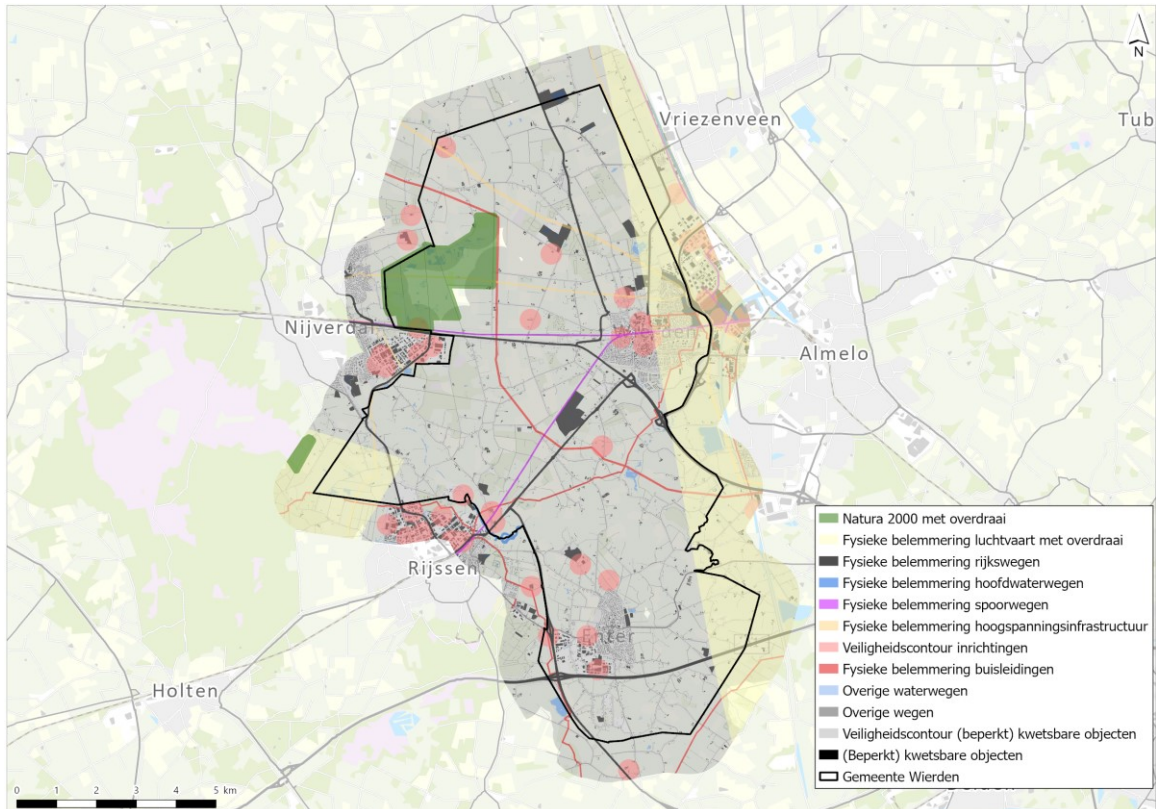 N
Vriezenveen
Tub
Nijverdal
Almelo
Rijssen
Enter
Holten
Natura 2000 met overdraai
Fysieke belemmering luchtvaart met overdraai
Fysieke belemmering rijkswegen
Fysieke belemmering hoofdwaterwegen
Fysieke belemmering spoorwegen
Fysieke belemmering hoogspanningsinfrastructuur
Veiligheidscontour inrichtingen
Fysieke belemmering buisleidingen
Overige waterwegen
Overige wegen
Veiligheidscontour (beperkt) kwetsbare objecten
(Beperkt) kwetsbare objecten
Gemeente Wierden
0 1 2 3 4 5 km